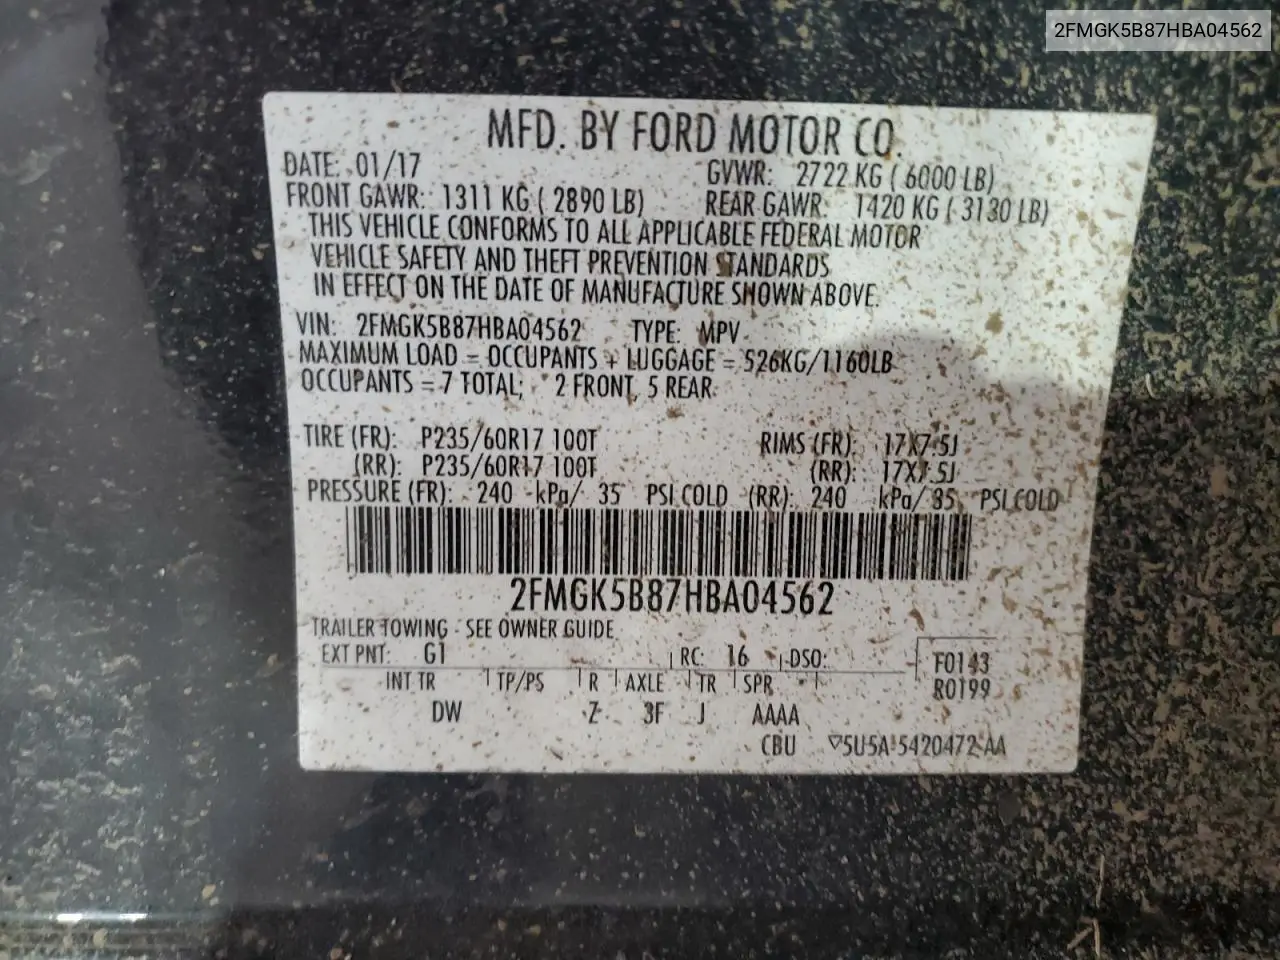 2FMGK5B87HBA04562
MFD. BY FORD MOTOR CO.
DATE: 01/17 GVWR: 2722 KG ( 6000 LB)
FRONT GAWR: 1311 KG ( 2890 LB) REAR GAWR: 1420 KG ( 3130 LB)
THIS VEHICLE CONFORMS TO ALL APPLICABLE FEDERAL MOTOR
VEHICLE SAFETY AND THEFT PREVENTION STANDARDS
IN EFFECT ON THE DATE OF MANUFACTURE SHOWN ABOVE.
VIN: 2FMGK5B87HBA04562 TYPE: MPV
MAXIMUM LOAD = OCCUPANTS + LUGGAGE = 526KG/1160LB
OCCUPANTS = 7 TOTAL; 2 FRONT, 5 REAR
TIRE (FR): P235/60R17 100T RIMS (FR): 17X7.5J
(RR): P235/60R17 100T (RR): 17X7.5J
PRESSURE (FR): 240 kPa/ 35 PSI COLD (RR): 240 kPa/ 35 PSI COLD
2FMGK5B87HBA04562
TRAILER TOWING - SEE OWNER GUIDE
EXT PNT: G1 RC: 16 DSO: F0143
INT TR TP/PS R AXLE TR SPR R0199
DW Z 3F J AAAA
CBU ▽5U5A-5420472-AA